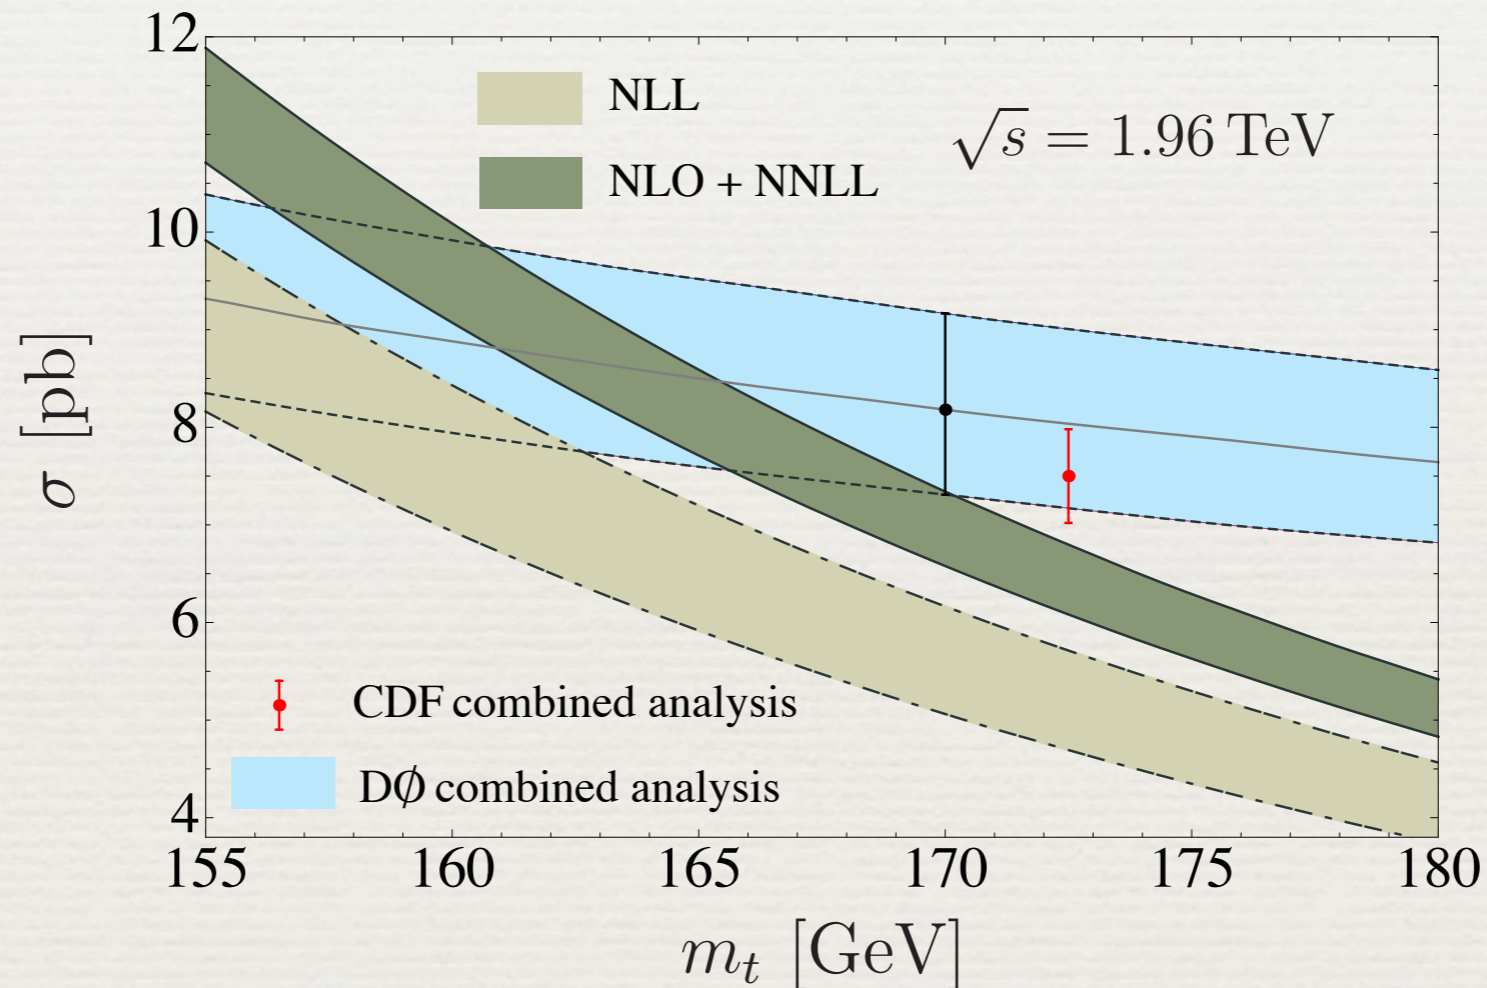 12
10
8
6
4
σ [pb]
NLL
NLO + NNLL
√s = 1.96 TeV
CDF combined analysis
DØ combined analysis
155 160 165 170 175 180
m_t [GeV]